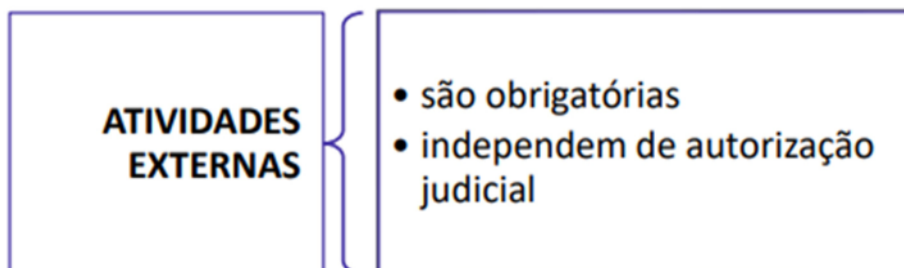 ATIVIDADES
EXTERNAS
• são obrigatórias
• independem de autorização
judicial